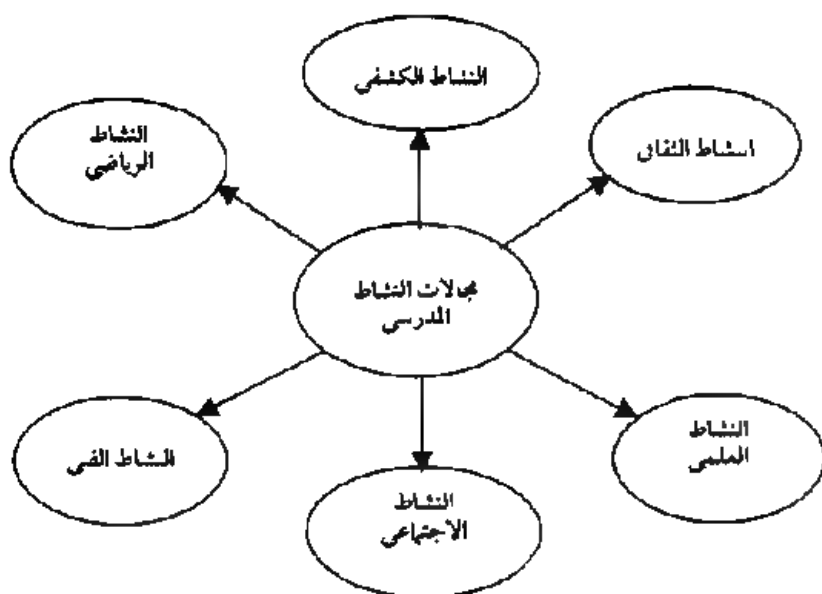 النشاط الكشفي
النشاط
الرياضي
النشاط الثقافي
مجالات النشاط
المدرسي
النشاط الفني
النشاط
العلمي
النشاط
الاجتماعي